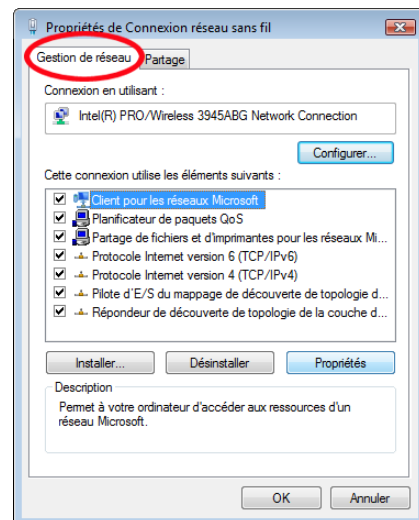 Propriétés de Connexion réseau sans fil
Gestion de réseau Partage
Connexion en utilisant :
Intel(R) PRO/Wireless 3945ABG Network Connection
Configurer...
Cette connexion utilise les éléments suivants :
Client pour les réseaux Microsoft
Planificateur de paquets QoS
Partage de fichiers et d'imprimantes pour les réseaux Mi...
Protocole Internet version 6 (TCP/IPv6)
Protocole Internet version 4 (TCP/IPv4)
Pilote d'E/S du mappage de découverte de topologie d...
Répondeur de découverte de topologie de la couche d...
Installer... Désinstaller Propriétés
Description
Permet à votre ordinateur d'accéder aux ressources d'un
réseau Microsoft.
OK Annuler